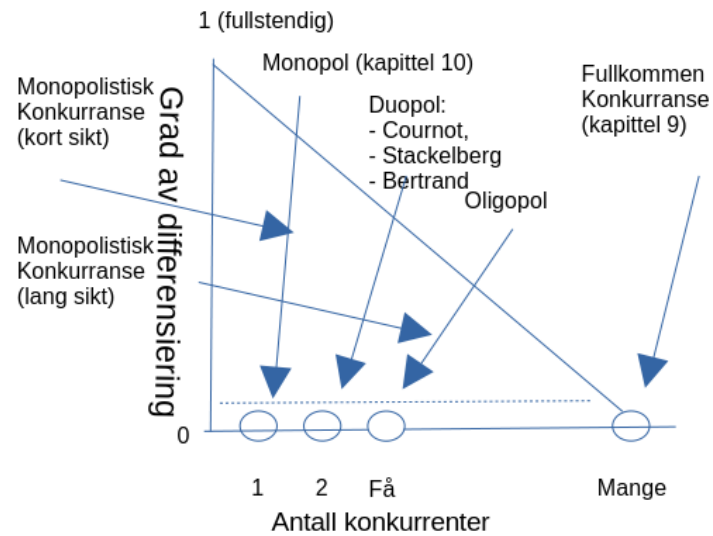 1 (fullstendig)
Monopol (kapittel 10)
Monopolistisk
Konkurranse
(kort sikt)
Duopol:
- Cournot,
- Stackelberg
- Bertrand
Fullkommen
Konkurranse
(kapittel 9)
Oligopol
Grad av differensiering
Monopolistisk
Konkurranse
(lang sikt)
0
1
2
Få
Mange
Antall konkurrenter